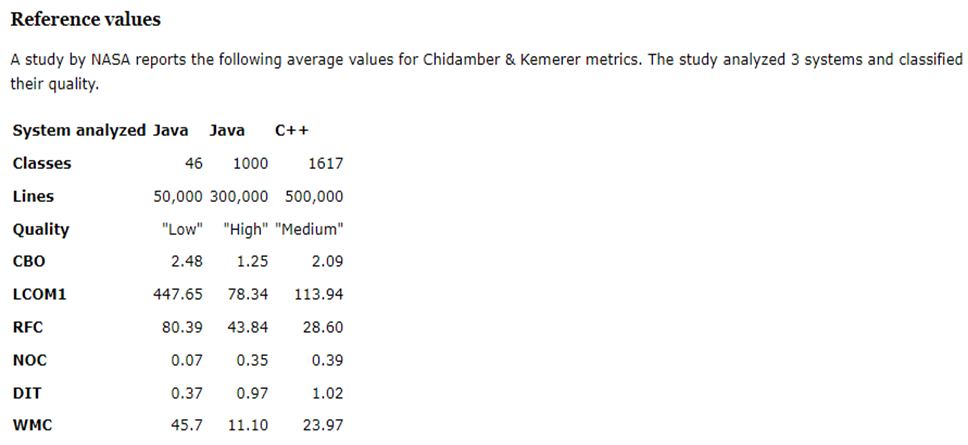 Reference values
A study by NASA reports the following average values for Chidamber & Kemerer metrics. The study analyzed 3 systems and classified
their quality.
System analyzed Java Java C++
Classes 46 1000 1617
Lines 50,000 300,000 500,000
Quality "Low" "High" "Medium"
CBO 2.48 1.25 2.09
LCOM1 447.65 78.34 113.94
RFC 80.39 43.84 28.60
NOC 0.07 0.35 0.39
DIT 0.37 0.97 1.02
WMC 45.7 11.10 23.97